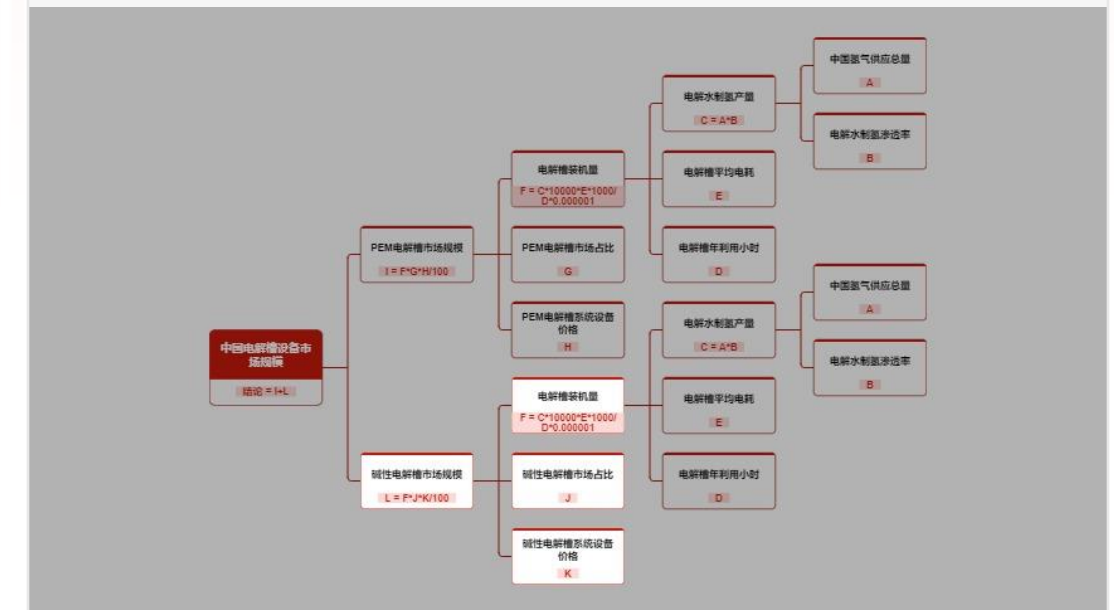 中国氢气供应总量
A
电解水制氢产量
C = A*B
电解水制氢渗透率
B
电解槽装机量
F = C*10000*E*1000/
D*0.000001
电解槽平均电耗
E
PEM电解槽市场规模
I = F*G*H/100
PEM电解槽市场占比
G
电解槽年利用小时
D
PEM电解槽系统设备
价格
H
中国电解槽设备市
场规模
结论 = I+L
中国氢气供应总量
A
电解水制氢产量
C = A*B
电解水制氢渗透率
B
电解槽装机量
F = C*10000*E*1000/
D*0.000001
电解槽平均电耗
E
碱性电解槽市场规模
L = F*J*K/100
碱性电解槽市场占比
J
电解槽年利用小时
D
碱性电解槽系统设备
价格
K